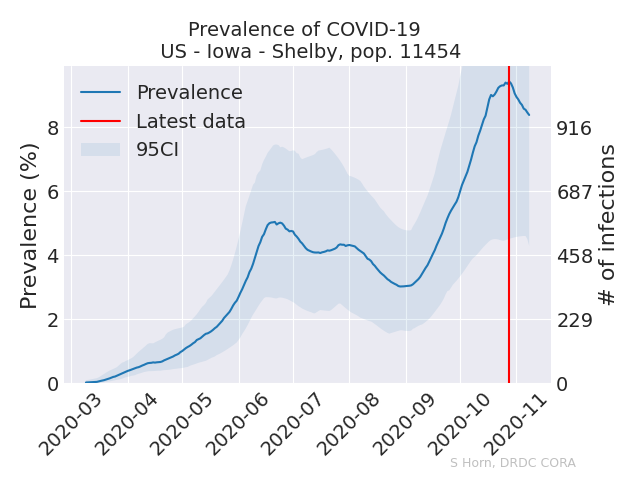 Prevalence of COVID-19
US - Iowa - Shelby, pop. 11454
Prevalence
Latest data
95CI
Prevalence (%)
8
6
4
2
0
# of infections
916
687
458
229
0
2020-03
2020-04
2020-05
2020-06
2020-07
2020-08
2020-09
2020-10
2020-11
S Horn, DRDC CORA